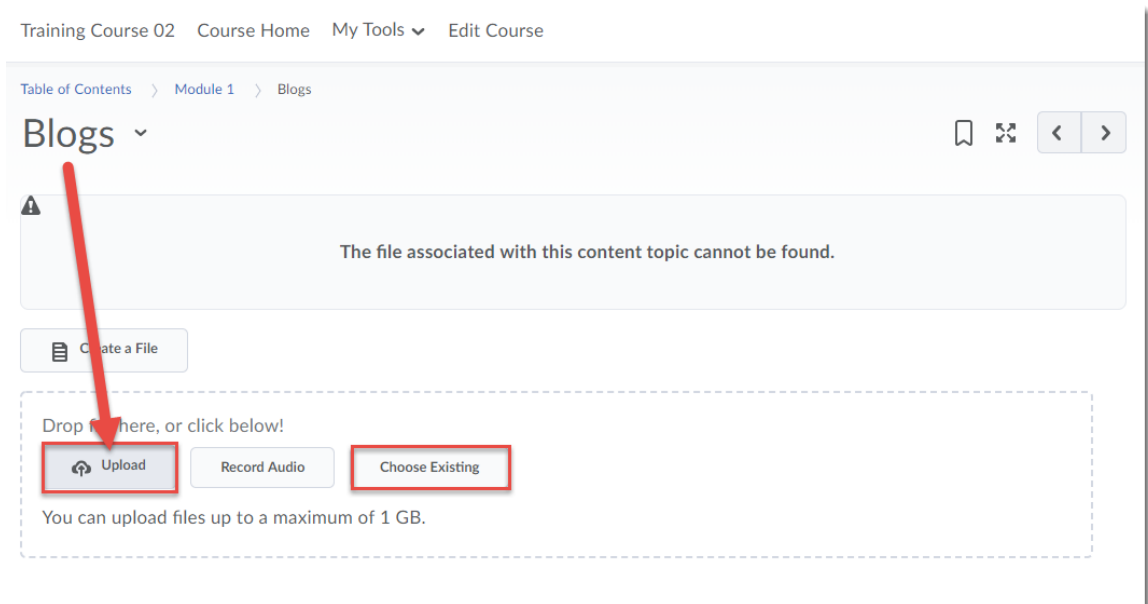 Training Course 02 Course Home My Tools Edit Course
Table of Contents > Module 1 > Blogs
Blogs
The file associated with this content topic cannot be found.
a File
Drop here, or click below!
Upload Record Audio Choose Existing
You can upload files up to a maximum of 1 GB.